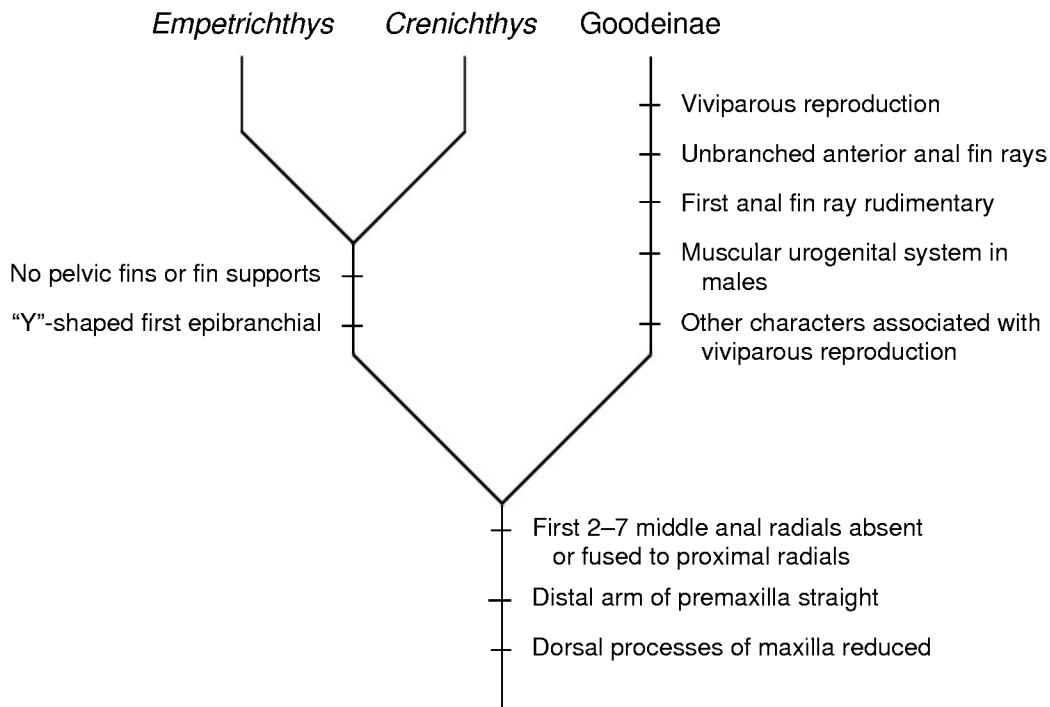 Empetrichthys
Crenichthys
Goodeinae
Viviparous reproduction
Unbranched anterior anal fin rays
First anal fin ray rudimentary
Muscular urogenital system in
males
Other characters associated with
viviparous reproduction
No pelvic fins or fin supports
“Y”-shaped first epibranchial
First 2–7 middle anal radials absent
or fused to proximal radials
Distal arm of premaxilla straight
Dorsal processes of maxilla reduced